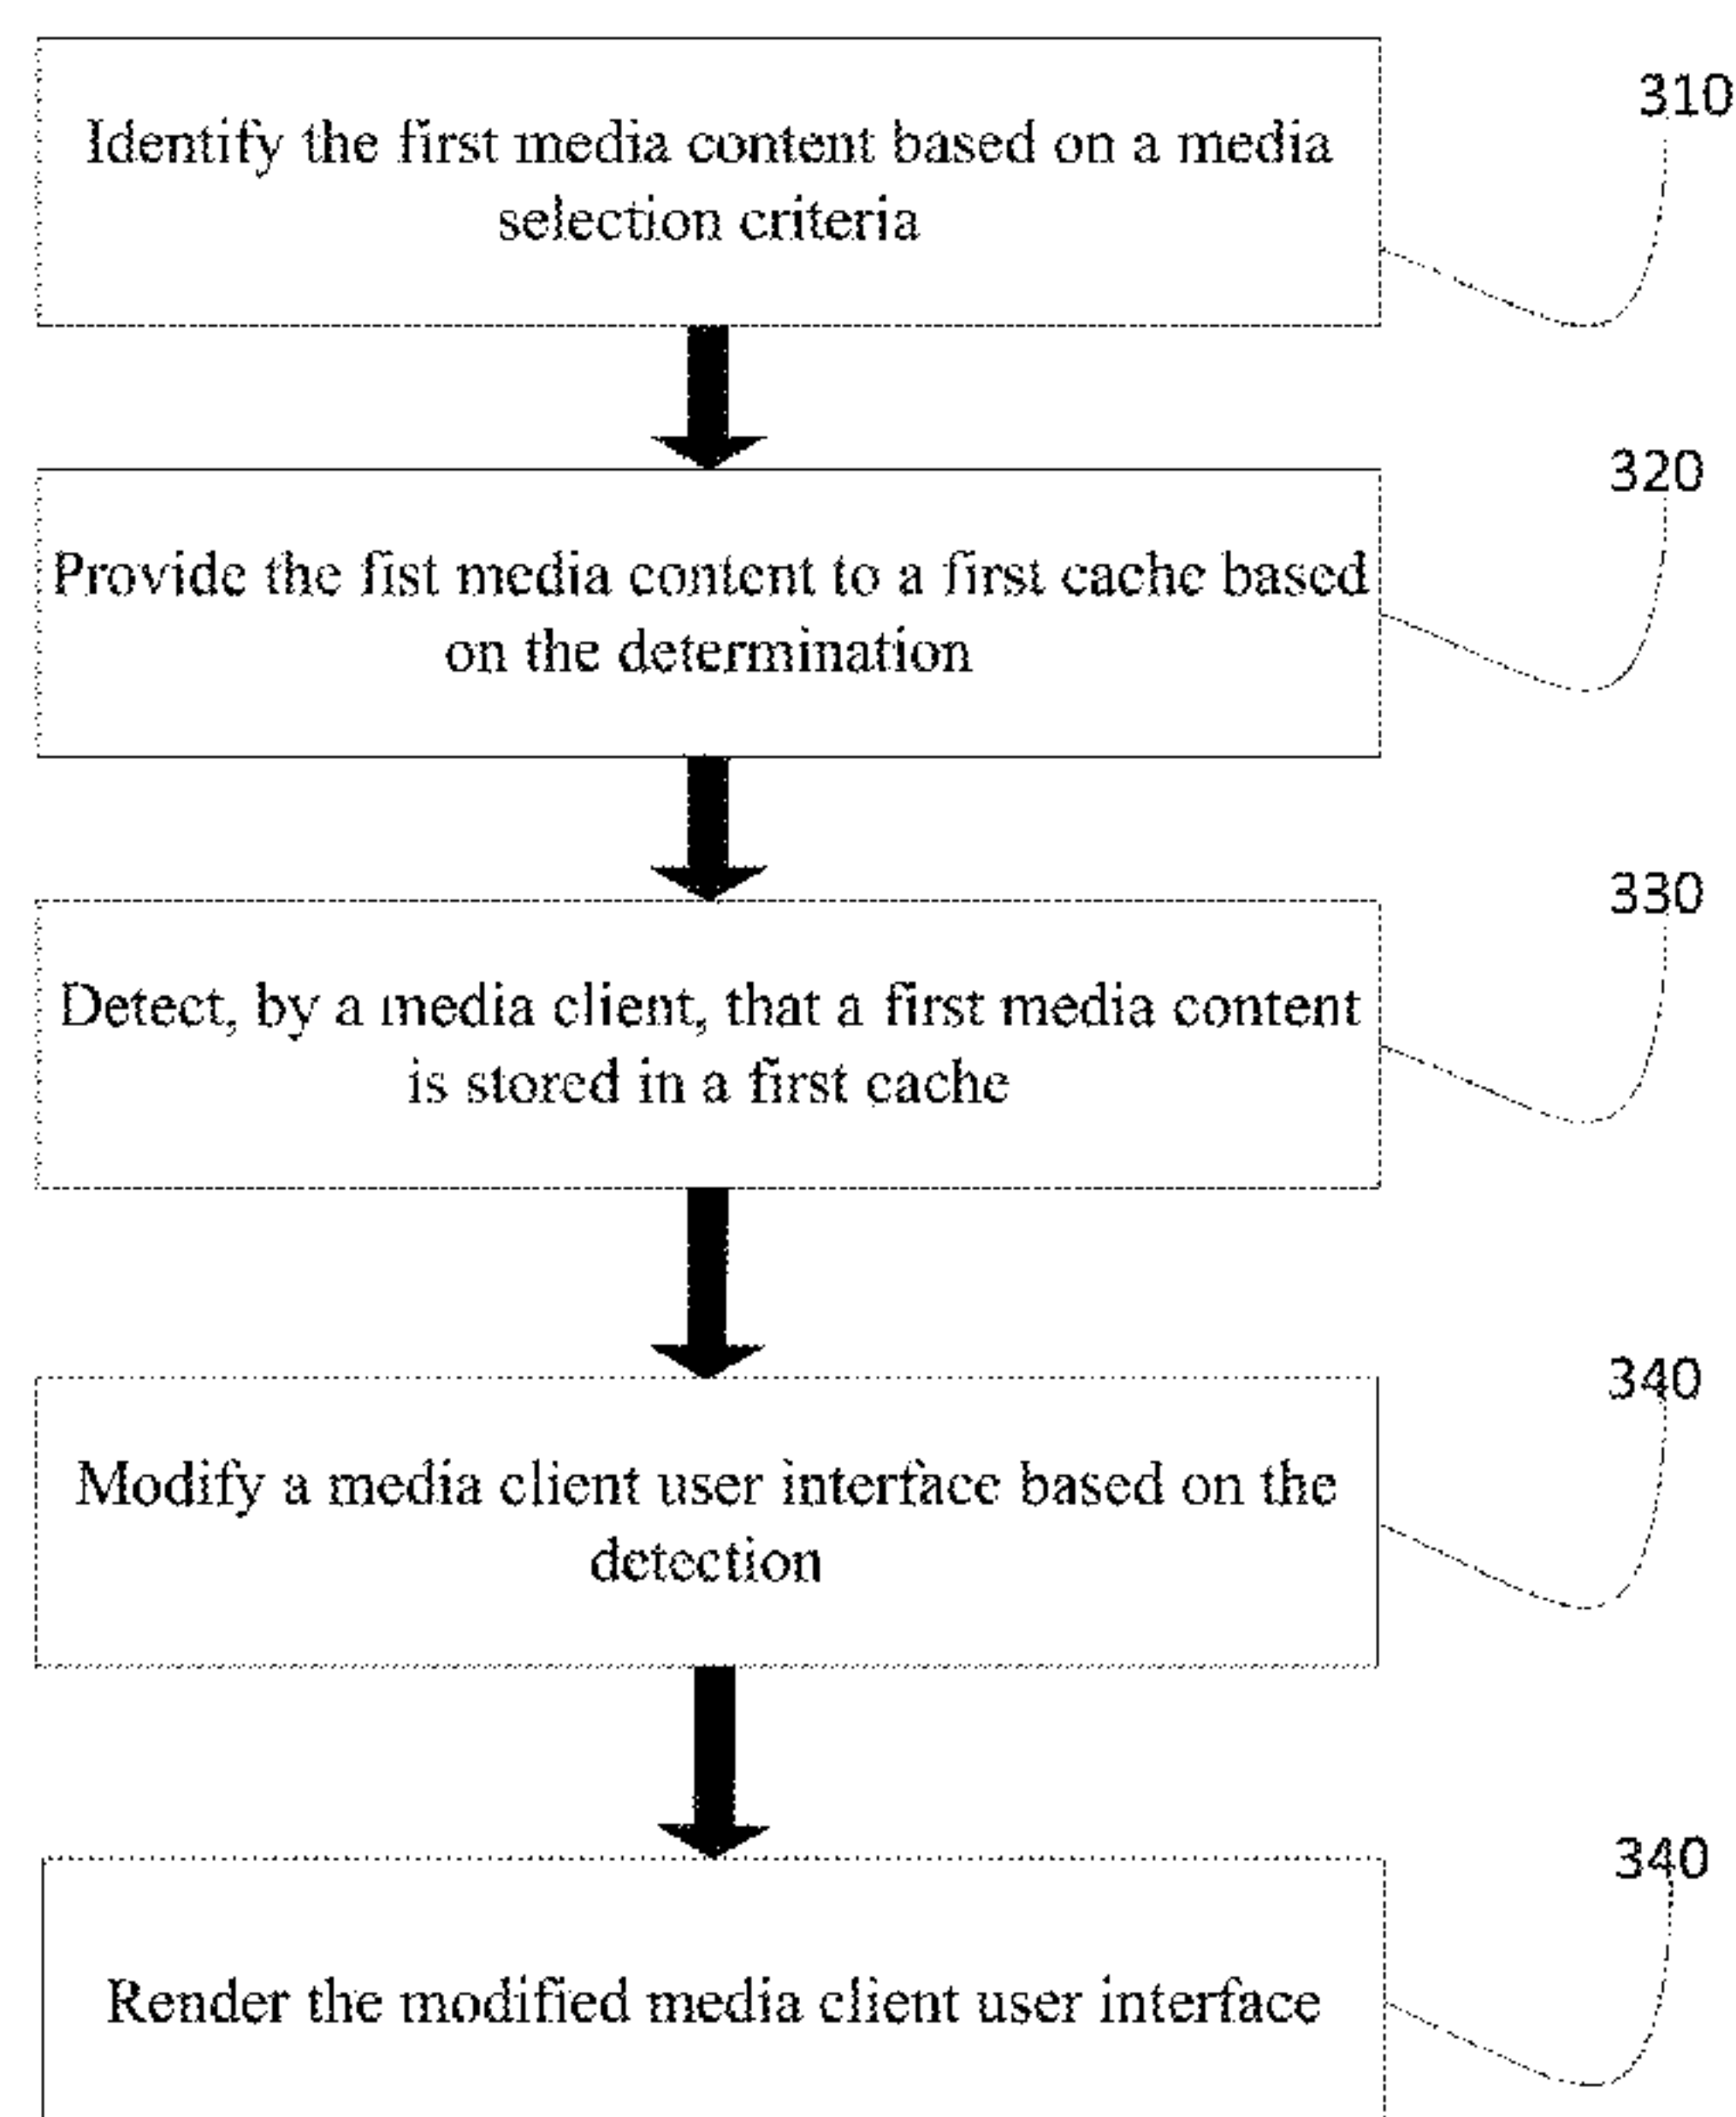 310
Identify the first media content based on a media
selection criteria
320
Provide the fist media content to a first cache based
on the determination
330
Detect, by a media client, that a first media content
is stored in a first cache
340
Modify a media client user interface based on the
detection
340
Render the modified media client user interface